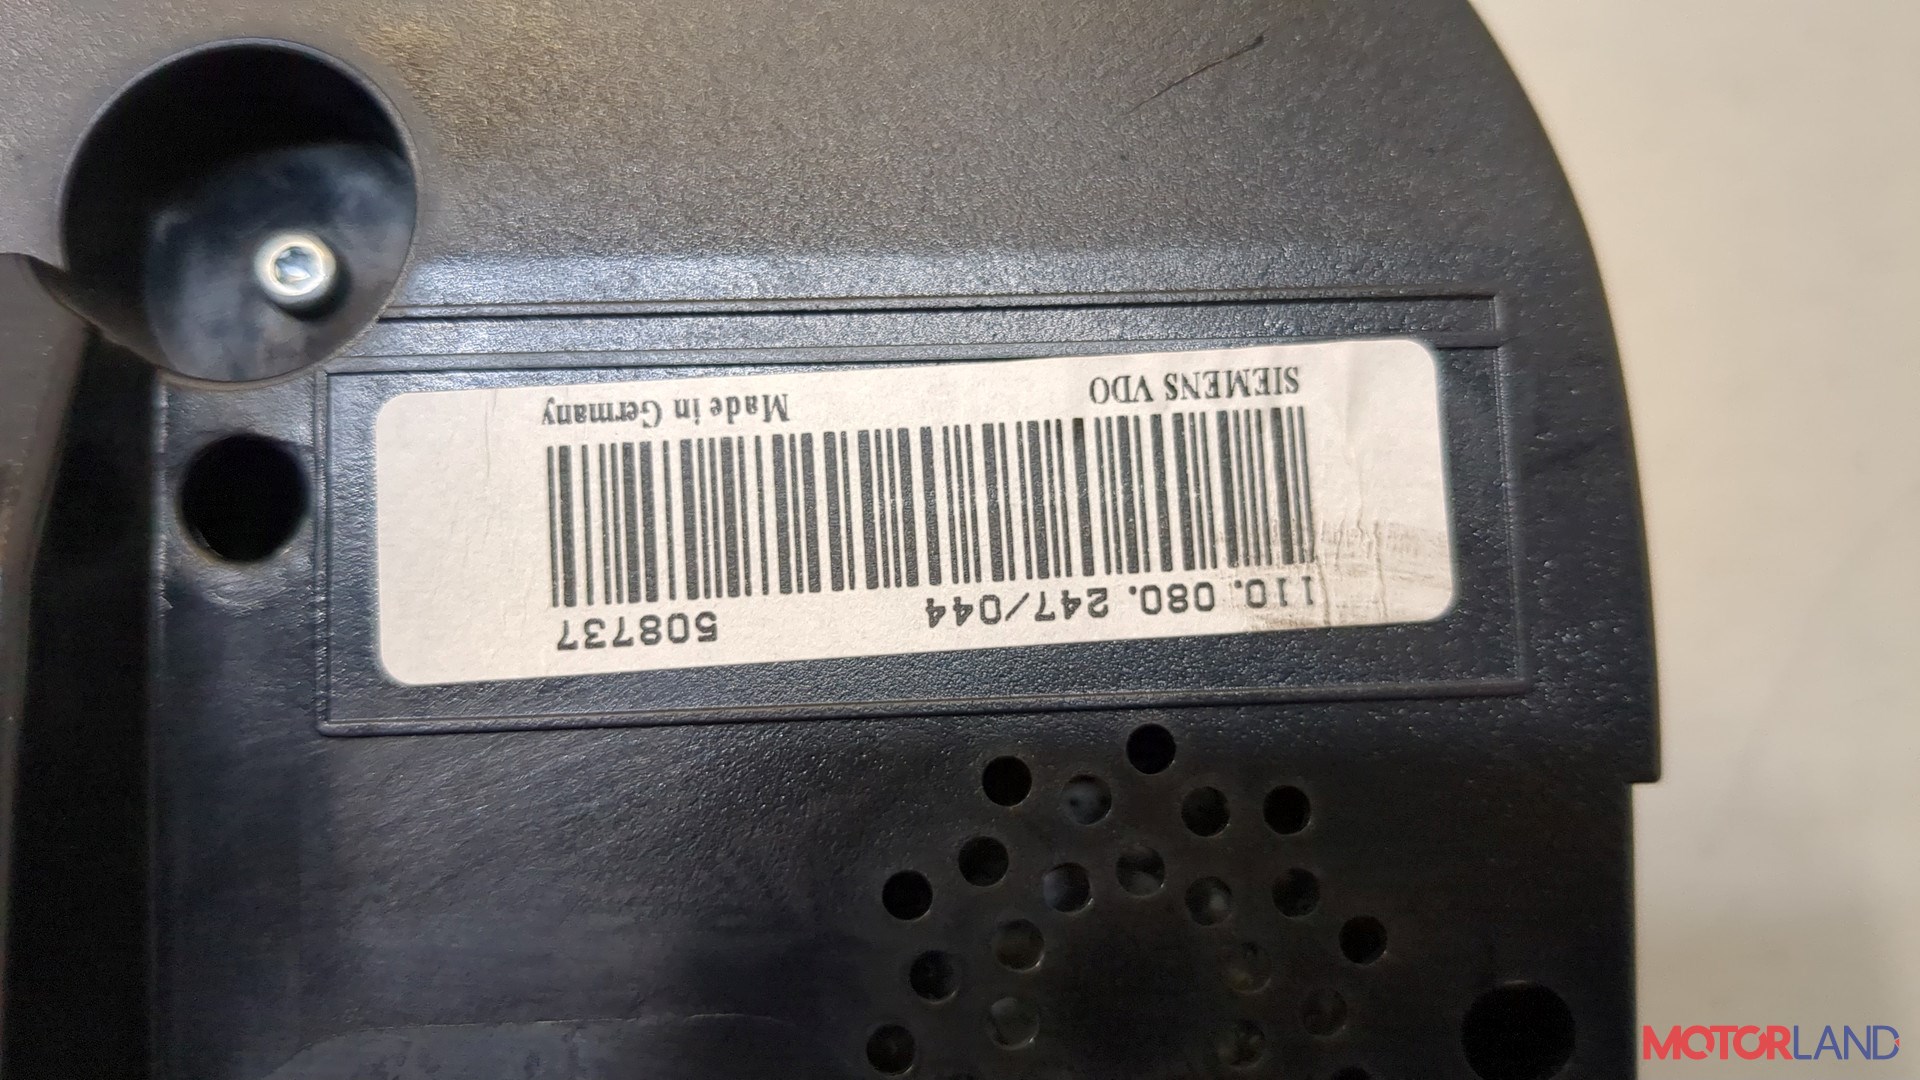 110.080.247/044 508737
SIEMENS VDO Made in Germany
MOTORLAND